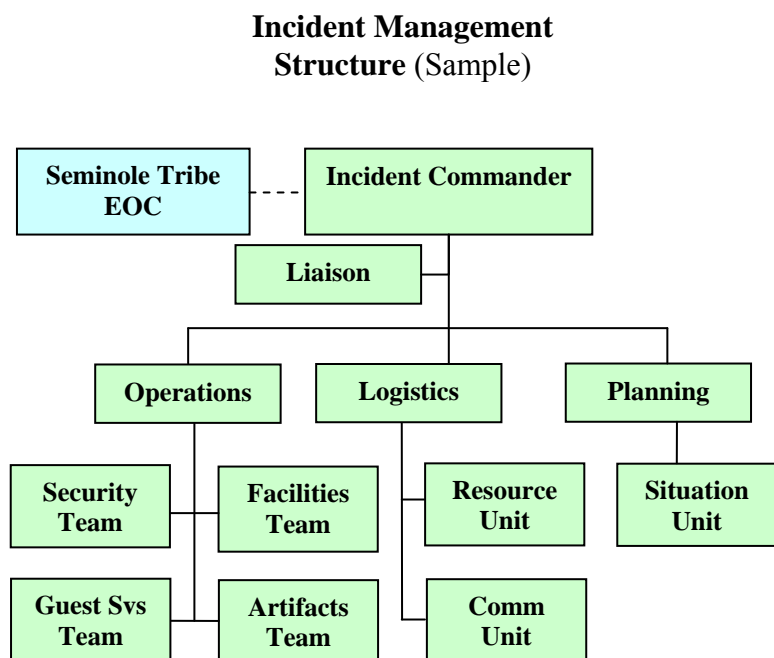 Incident Management
Structure (Sample)
Seminole Tribe
EOC
Incident Commander
Liaison
Operations
Logistics
Planning
Security
Team
Facilities
Team
Resource
Unit
Situation
Unit
Guest Svs
Team
Artifacts
Team
Comm
Unit